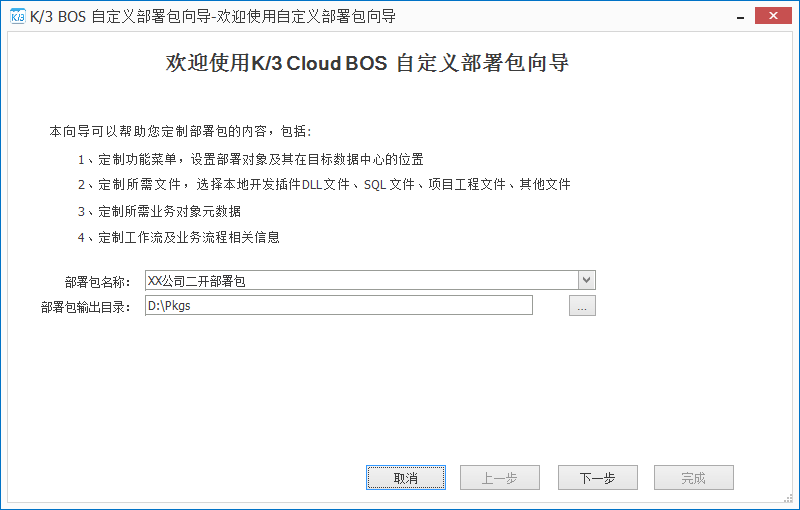 K/3 K/3 BOS 自定义部署包向导-欢迎使用自定义部署包向导
欢迎使用K/3 Cloud BOS 自定义部署包向导
本向导可以帮助您定制部署包的内容，包括:
1、定制功能菜单，设置部署对象及其在目标数据中心的位置
2、定制所需文件，选择本地开发插件DLL文件、SQL 文件、项目工程文件、其他文件
3、定制所需业务对象元数据
4、定制工作流及业务流程相关信息
部署包名称： XX公司二开部署包
部署包输出目录： D:\Pkgs ...
取消 上一步 下一步 完成